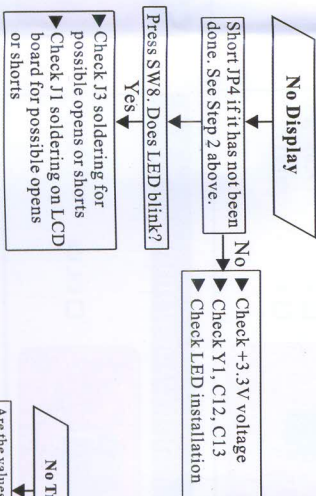 No Display
Short JP4 if it has not been
done. See Step 2 above.
Press SW8. Does LED blink?
Yes
▶ Check J3 soldering for
possible opens or shorts
▶ Check J1 soldering on LCD
board for possible opens
or shorts
No
▶ Check +3.3V voltage
▶ Check Y1, C12, C13
▶ Check LED installation
Are the values